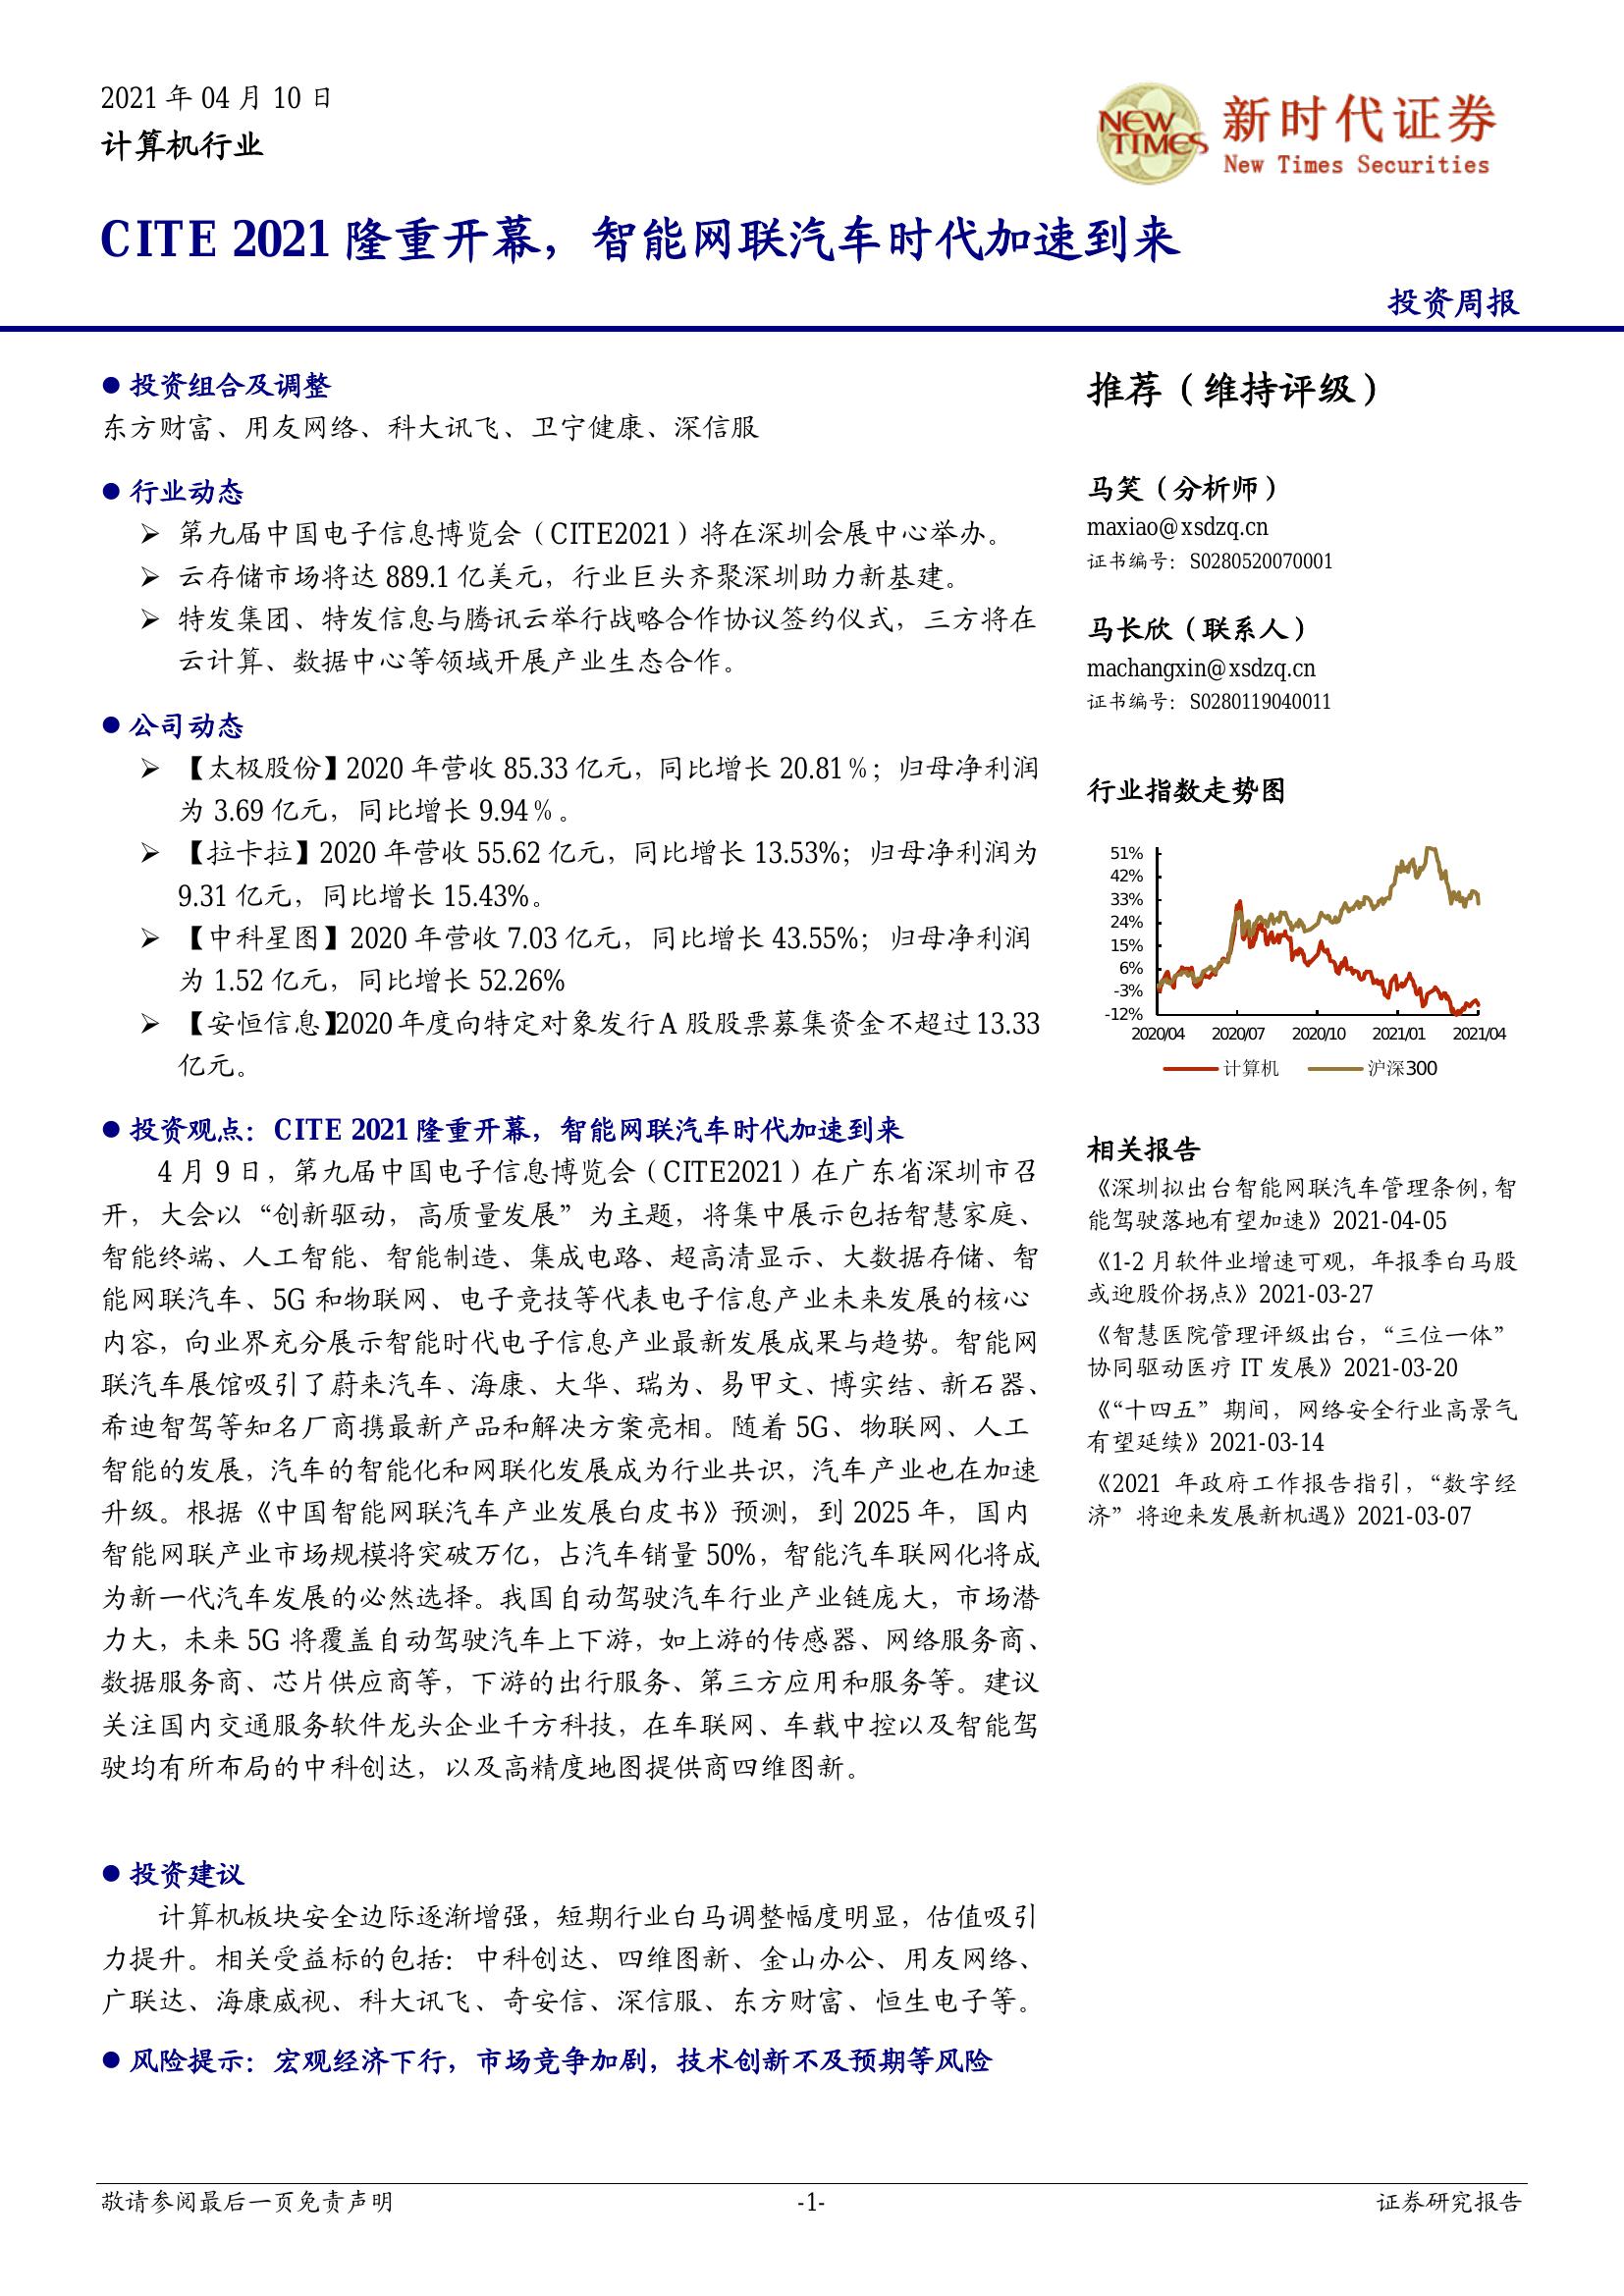 2021 年 04 月 10 日
计算机行业
NEW TIMES
新时代证券
New Times Securities
CITE 2021 隆重开幕，智能网联汽车时代加速到来
投资周报
● 投资组合及调整
东方财富、用友网络、科大讯飞、卫宁健康、深信服
● 行业动态
➢ 第九届中国电子信息博览会（CITE2021）将在深圳会展中心举办。
➢ 云存储市场将达 889.1 亿美元，行业巨头齐聚深圳助力新基建。
➢ 特发集团、特发信息与腾讯云举行战略合作协议签约仪式，三方将在
云计算、数据中心等领域开展产业生态合作。
● 公司动态
➢ 【太极股份】2020 年营收 85.33 亿元，同比增长 20.81％；归母净利润
为 3.69 亿元，同比增长 9.94％。
➢ 【拉卡拉】2020 年营收 55.62 亿元，同比增长 13.53%；归母净利润为
9.31 亿元，同比增长 15.43%。
➢ 【中科星图】2020 年营收 7.03 亿元，同比增长 43.55%；归母净利润
为 1.52 亿元，同比增长 52.26%
➢ 【安恒信息】2020 年度向特定对象发行 A 股股票募集资金不超过 13.33
亿元。
● 投资观点：CITE 2021 隆重开幕，智能网联汽车时代加速到来
4 月 9 日，第九届中国电子信息博览会（CITE2021）在广东省深圳市召
开，大会以“创新驱动，高质量发展”为主题，将集中展示包括智慧家庭、
智能终端、人工智能、智能制造、集成电路、超高清显示、大数据存储、智
能网联汽车、5G 和物联网、电子竞技等代表电子信息产业未来发展的核心
内容，向业界充分展示智能时代电子信息产业最新发展成果与趋势。智能网
联汽车展馆吸引了蔚来汽车、海康、大华、瑞为、易甲文、博实结、新石器、
希迪智驾等知名厂商携最新产品和解决方案亮相。随着 5G、物联网、人工
智能的发展，汽车的智能化和网联化发展成为行业共识，汽车产业也在加速
升级。根据《中国智能网联汽车产业发展白皮书》预测，到 2025 年，国内
智能网联产业市场规模将突破万亿，占汽车销量 50%，智能汽车联网化将成
为新一代汽车发展的必然选择。我国自动驾驶汽车行业产业链庞大，市场潜
力大，未来 5G 将覆盖自动驾驶汽车上下游，如上游的传感器、网络服务商、
数据服务商、芯片供应商等，下游的出行服务、第三方应用和服务等。建议
关注国内交通服务软件龙头企业千方科技，在车联网、车载中控以及智能驾
驶均有所布局的中科创达，以及高精度地图提供商四维图新。
● 投资建议
计算机板块安全边际逐渐增强，短期行业白马调整幅度明显，估值吸引
力提升。相关受益标的包括：中科创达、四维图新、金山办公、用友网络、
广联达、海康威视、科大讯飞、奇安信、深信服、东方财富、恒生电子等。
● 风险提示：宏观经济下行，市场竞争加剧，技术创新不及预期等风险
推荐（维持评级）
马笑（分析师）
maxiao@xsdzq.cn
证书编号：S0280520070001
马长欣（联系人）
machangxin@xsdzq.cn
证书编号：S0280119040011
行业指数走势图
51%
42%
33%
24%
15%
6%
-3%
-12%
2020/04 2020/07 2020/10 2021/01 2021/04
计算机 沪深300
相关报告
《深圳拟出台智能网联汽车管理条例，智
能驾驶落地有望加速》2021-04-05
《1-2 月软件业增速可观，年报季白马股
或迎股价拐点》2021-03-27
《智慧医院管理评级出台，“三位一体”
协同驱动医疗 IT 发展》2021-03-20
《“十四五”期间，网络安全行业高景气
有望延续》2021-03-14
《2021 年政府工作报告指引，“数字经
济”将迎来发展新机遇》2021-03-07
敬请参阅最后一页免责声明
-1-
证券研究报告